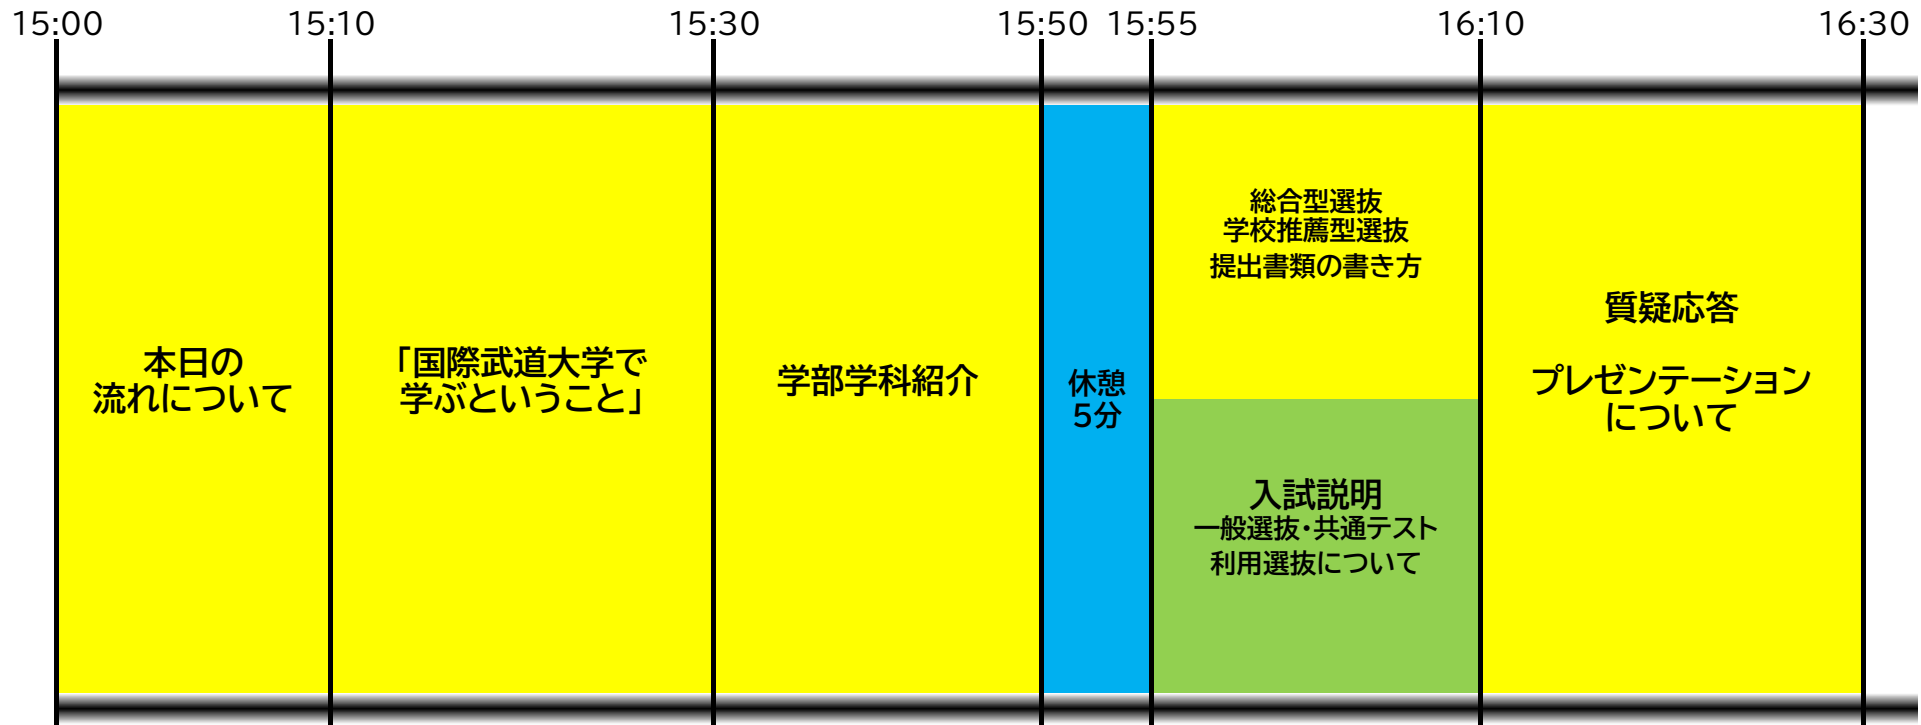 15:00 15:10 15:30 15:50 15:55 16:10 16:30
本日の
流れについて
「国際武道大学で
学ぶということ」
学部学科紹介
休憩
5分
総合型選抜
学校推薦型選抜
提出書類の書き方
入試説明
一般選抜・共通テスト
利用選抜について
質疑応答
プレゼンテーション
について